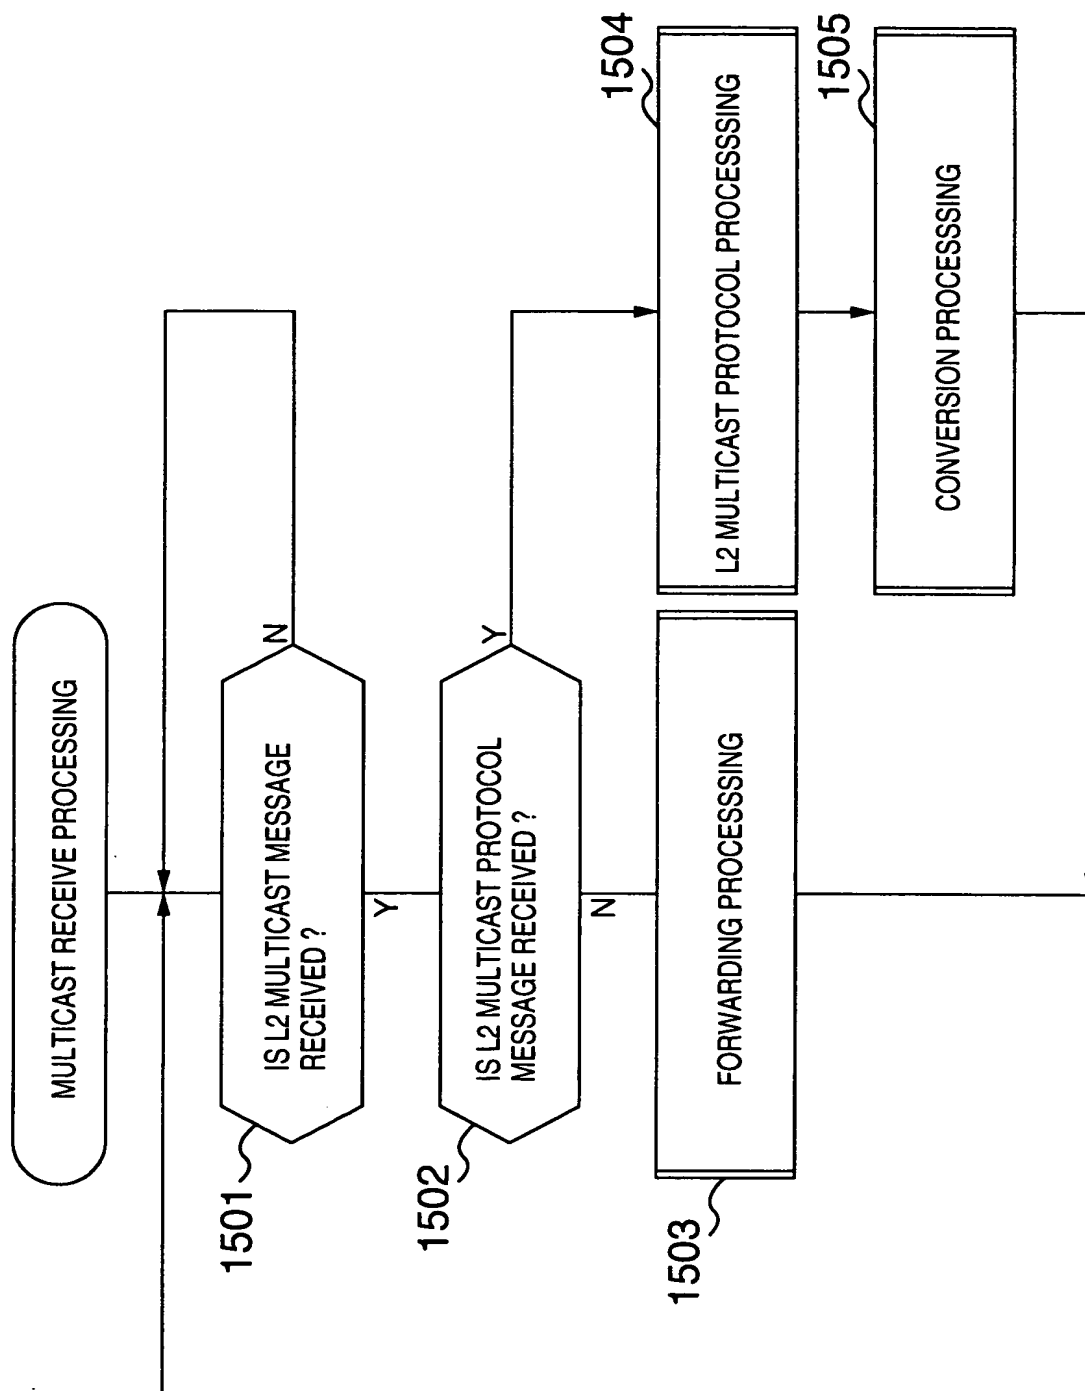 MULTICAST RECEIVE PROCESSING
1501
IS L2 MULTICAST MESSAGE
RECEIVED ?
N
Y
1502
IS L2 MULTICAST PROTOCOL
MESSAGE RECEIVED ?
Y
N
1503
FORWARDING PROCESSSING
1504
L2 MULTICAST PROTOCOL PROCESSSING
1505
CONVERSION PROCESSSING